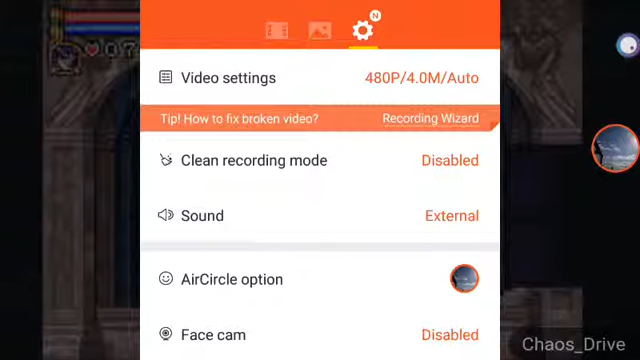 N
Video settings 480P/4.0M/Auto
Tip! How to fix broken video? Recording Wizard
Clean recording mode Disabled
Sound External
AirCircle option
Face cam Disabled
Chaos_Drive